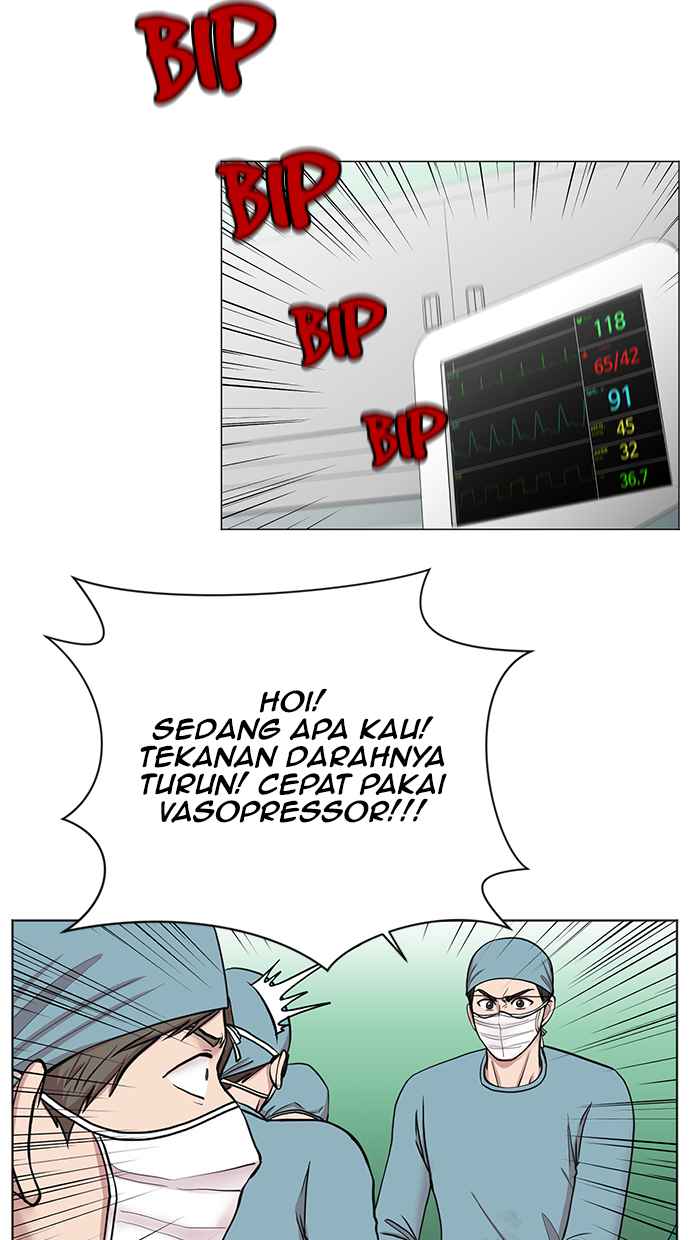 BIP
BIP
BIP
BIP
118
65/42
91
45
32
36.7
HOI!
SEDANG APA KAU!
TEKANAN DARAHNYA
TURUN! CEPAT PAKAI
VASOPRESSOR!!!